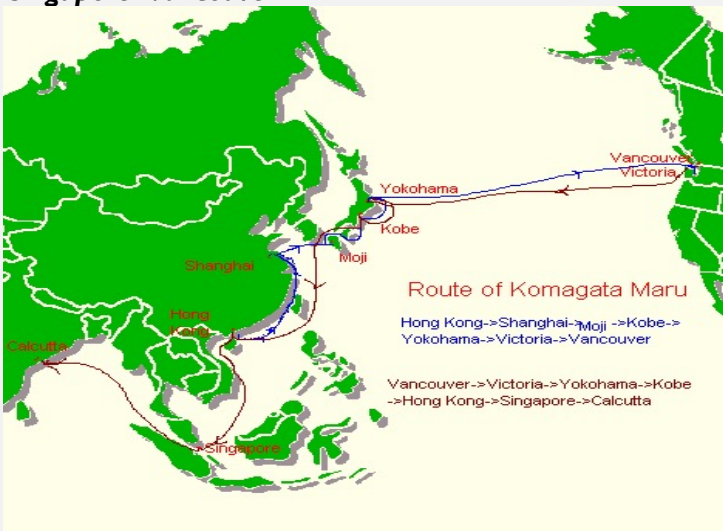 Vancouver
Victoria
Yokohama
Kobe
Moji
Shanghai
Hong
Kong
Calcutta
Singapore
Route of Komagata Maru
Hong Kong->Shanghai->Moji ->Kobe->
Yokohama->Victoria->Vancouver
Vancouver->Victoria->Yokohama->Kobe
->Hong Kong->Singapore->Calcutta